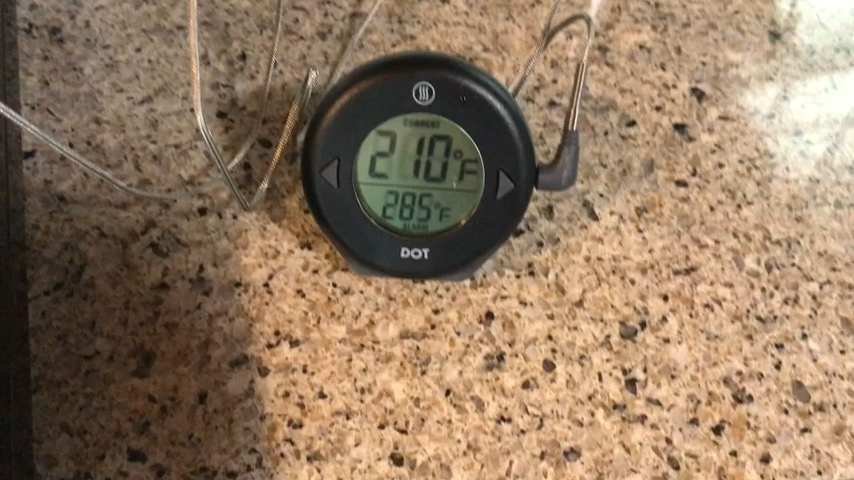 CURRENT
210°F
285°F
ALARM
DOT